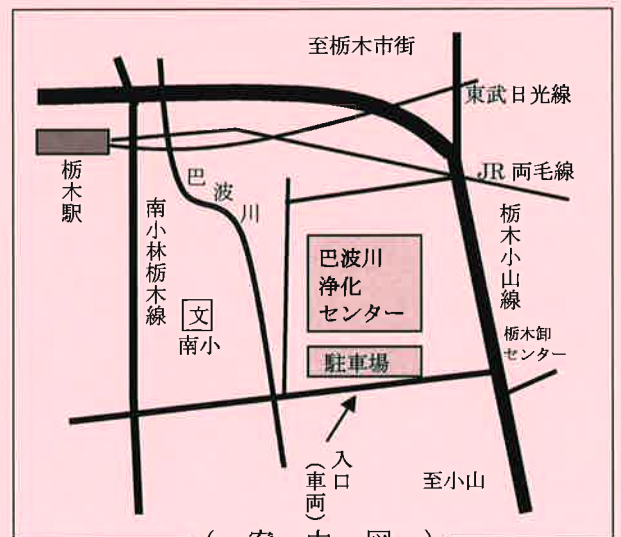 至栃木市街
東武日光線
栃木駅
JR 両毛線
巴波川
南小林栃木線
栃木小山線
巴波川
浄化
センター
文
南小
栃木卸
センター
駐車場
入口
（車両）
至小山
（案内図）